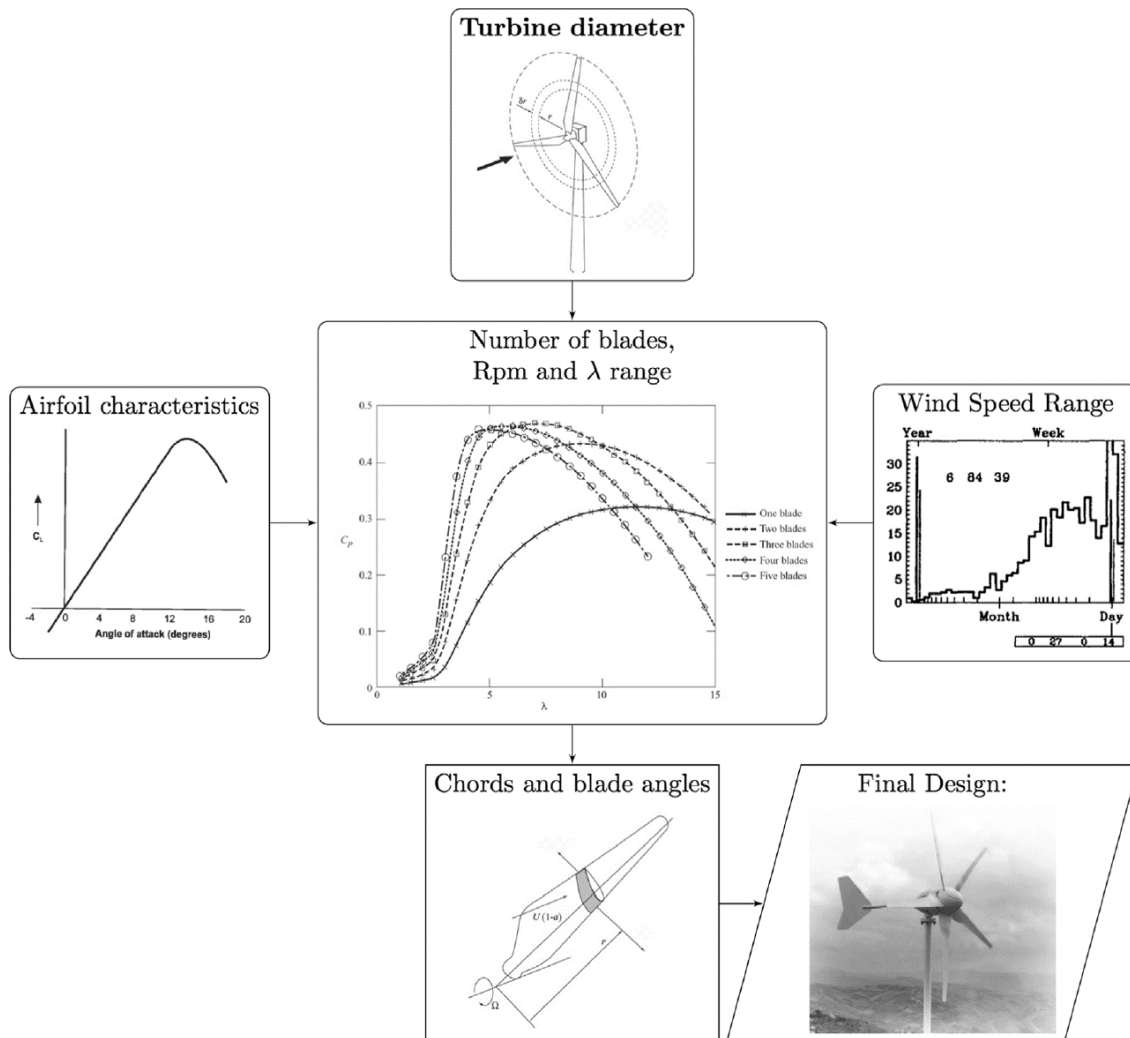 Turbine diameter
δr
r
Number of blades,
Rpm and λ range
0.5
0.4
0.3
0.2
0.1
0
C_P
0
5
10
15
λ
One blade
Two blades
Three blades
Four blades
Five blades
Airfoil characteristics
C_L
-4
0
4
8
12
16
20
Angle of attack (degrees)
Wind Speed Range
Year
Week
35
30
25
20
15
10
5
0
6 84 39
Month
Day
0 27 0 14
Chords and blade angles
U(1-a)
r
Ω
Final Design: